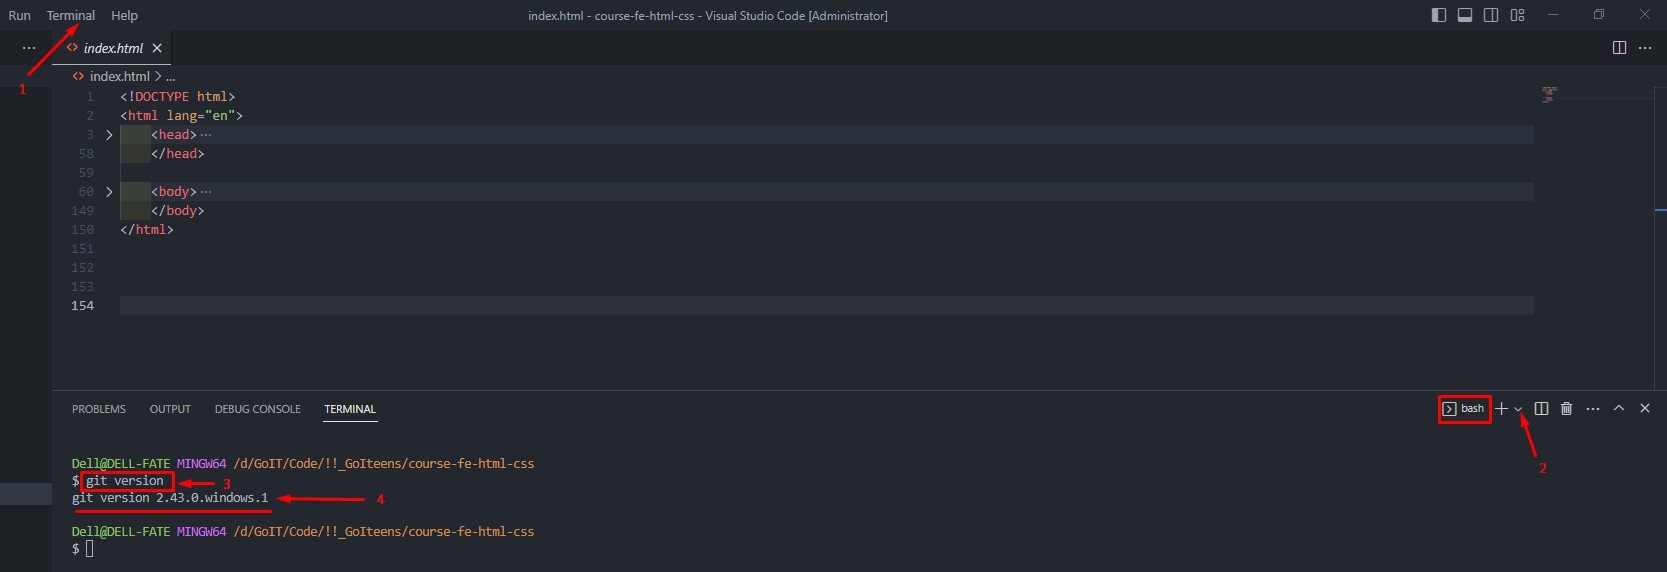 Run Terminal Help index.html - course-fe-html-css - Visual Studio Code [Administrator]
... index.html
1
index.html > ...
1 <!DOCTYPE html>
2 <html lang="en">
3 <head> ...
58 </head>
59
60 <body> ...
149 </body>
150 </html>
151
152
153
154
PROBLEMS OUTPUT DEBUG CONSOLE TERMINAL bash
2
Dell@DELL-FATE MINGW64 /d/GoIT/Code/!!_GoIteens/course-fe-html-css
$ git version 3
git version 2.43.0.windows.1 4
Dell@DELL-FATE MINGW64 /d/GoIT/Code/!!_GoIteens/course-fe-html-css
$